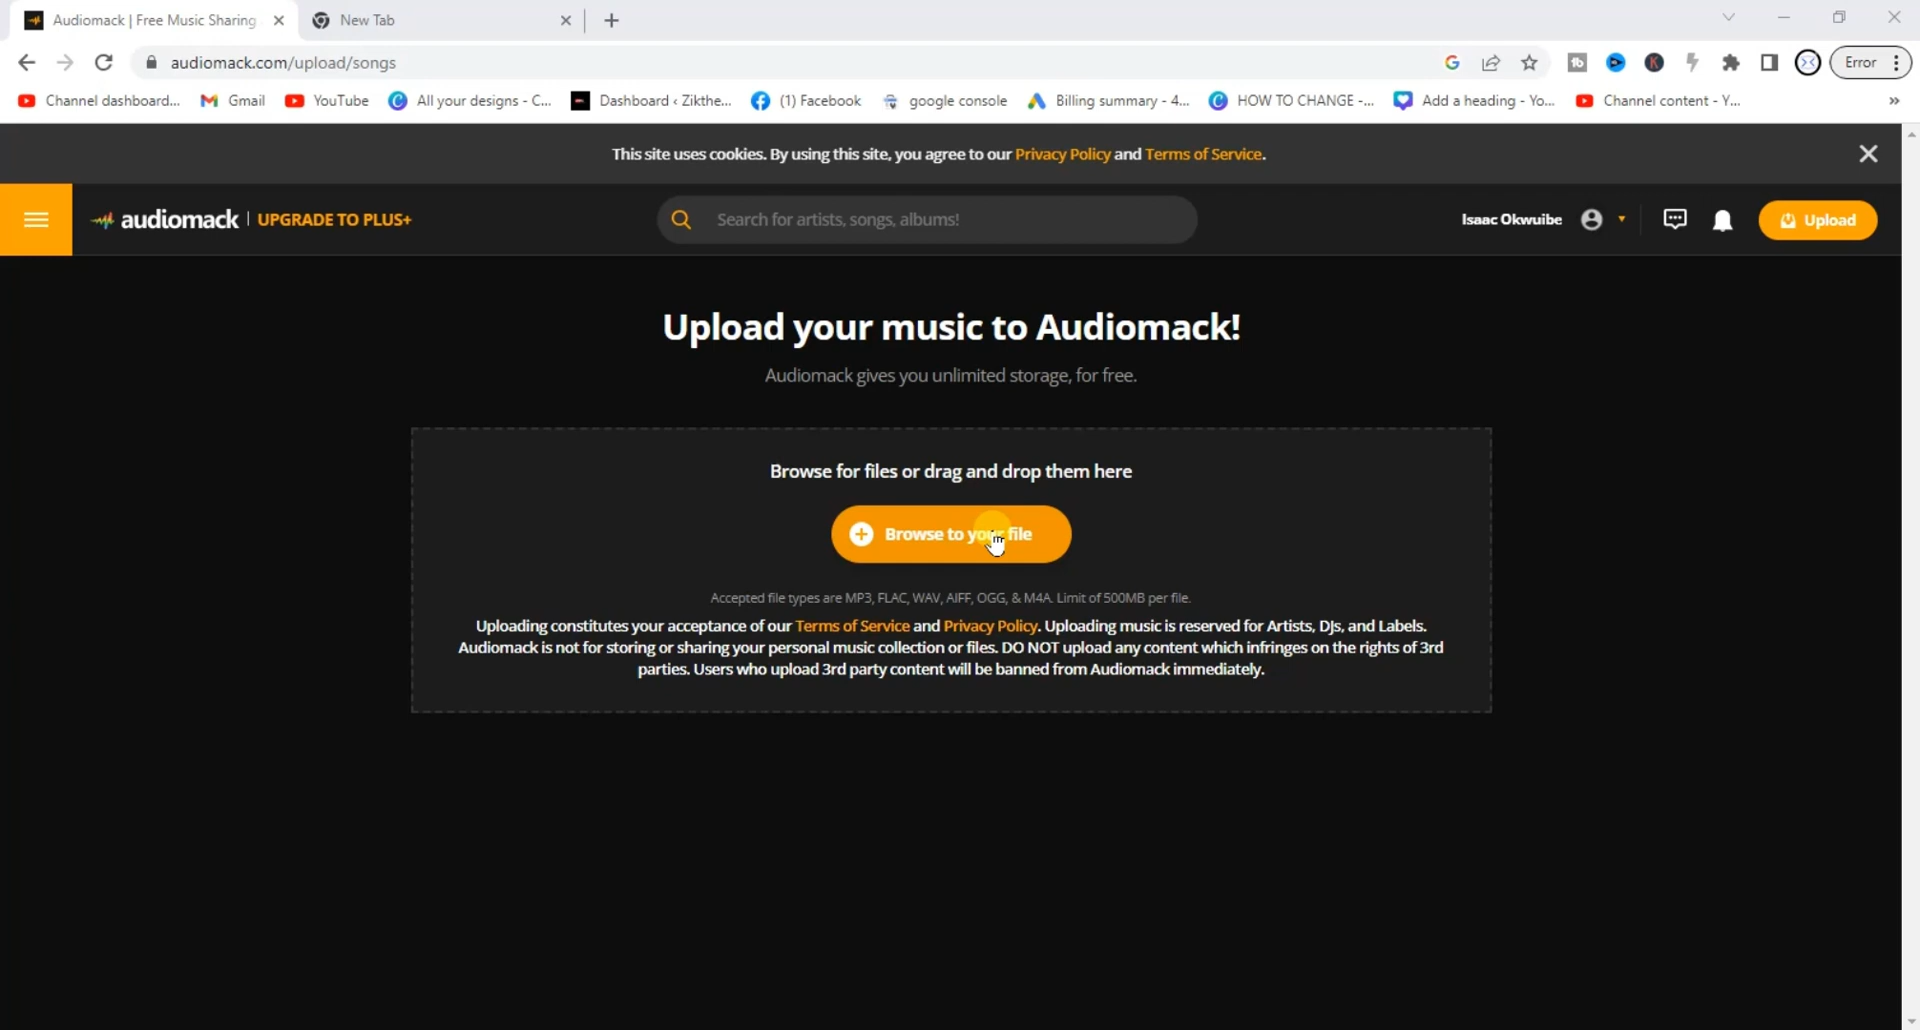 Audiomack | Free Music Sharing
New Tab
audiomack.com/upload/songs
Error
Channel dashboard...
Gmail
YouTube
All your designs - C...
Dashboard ‹ Zikthe...
(1) Facebook
google console
Billing summary - 4...
HOW TO CHANGE -...
Add a heading - Yo...
Channel content - Y...
»
This site uses cookies. By using this site, you agree to our Privacy Policy and Terms of Service.
audiomack | UPGRADE TO PLUS+
Search for artists, songs, albums!
Isaac Okwuibe
Upload
Upload your music to Audiomack!
Audiomack gives you unlimited storage, for free.
Browse for files or drag and drop them here
Browse to your file
Accepted file types are MP3, FLAC, WAV, AIFF, OGG, & M4A. Limit of 500MB per file.
Uploading constitutes your acceptance of our Terms of Service and Privacy Policy. Uploading music is reserved for Artists, DJs, and Labels.
Audiomack is not for storing or sharing your personal music collection or files. DO NOT upload any content which infringes on the rights of 3rd
parties. Users who upload 3rd party content will be banned from Audiomack immediately.